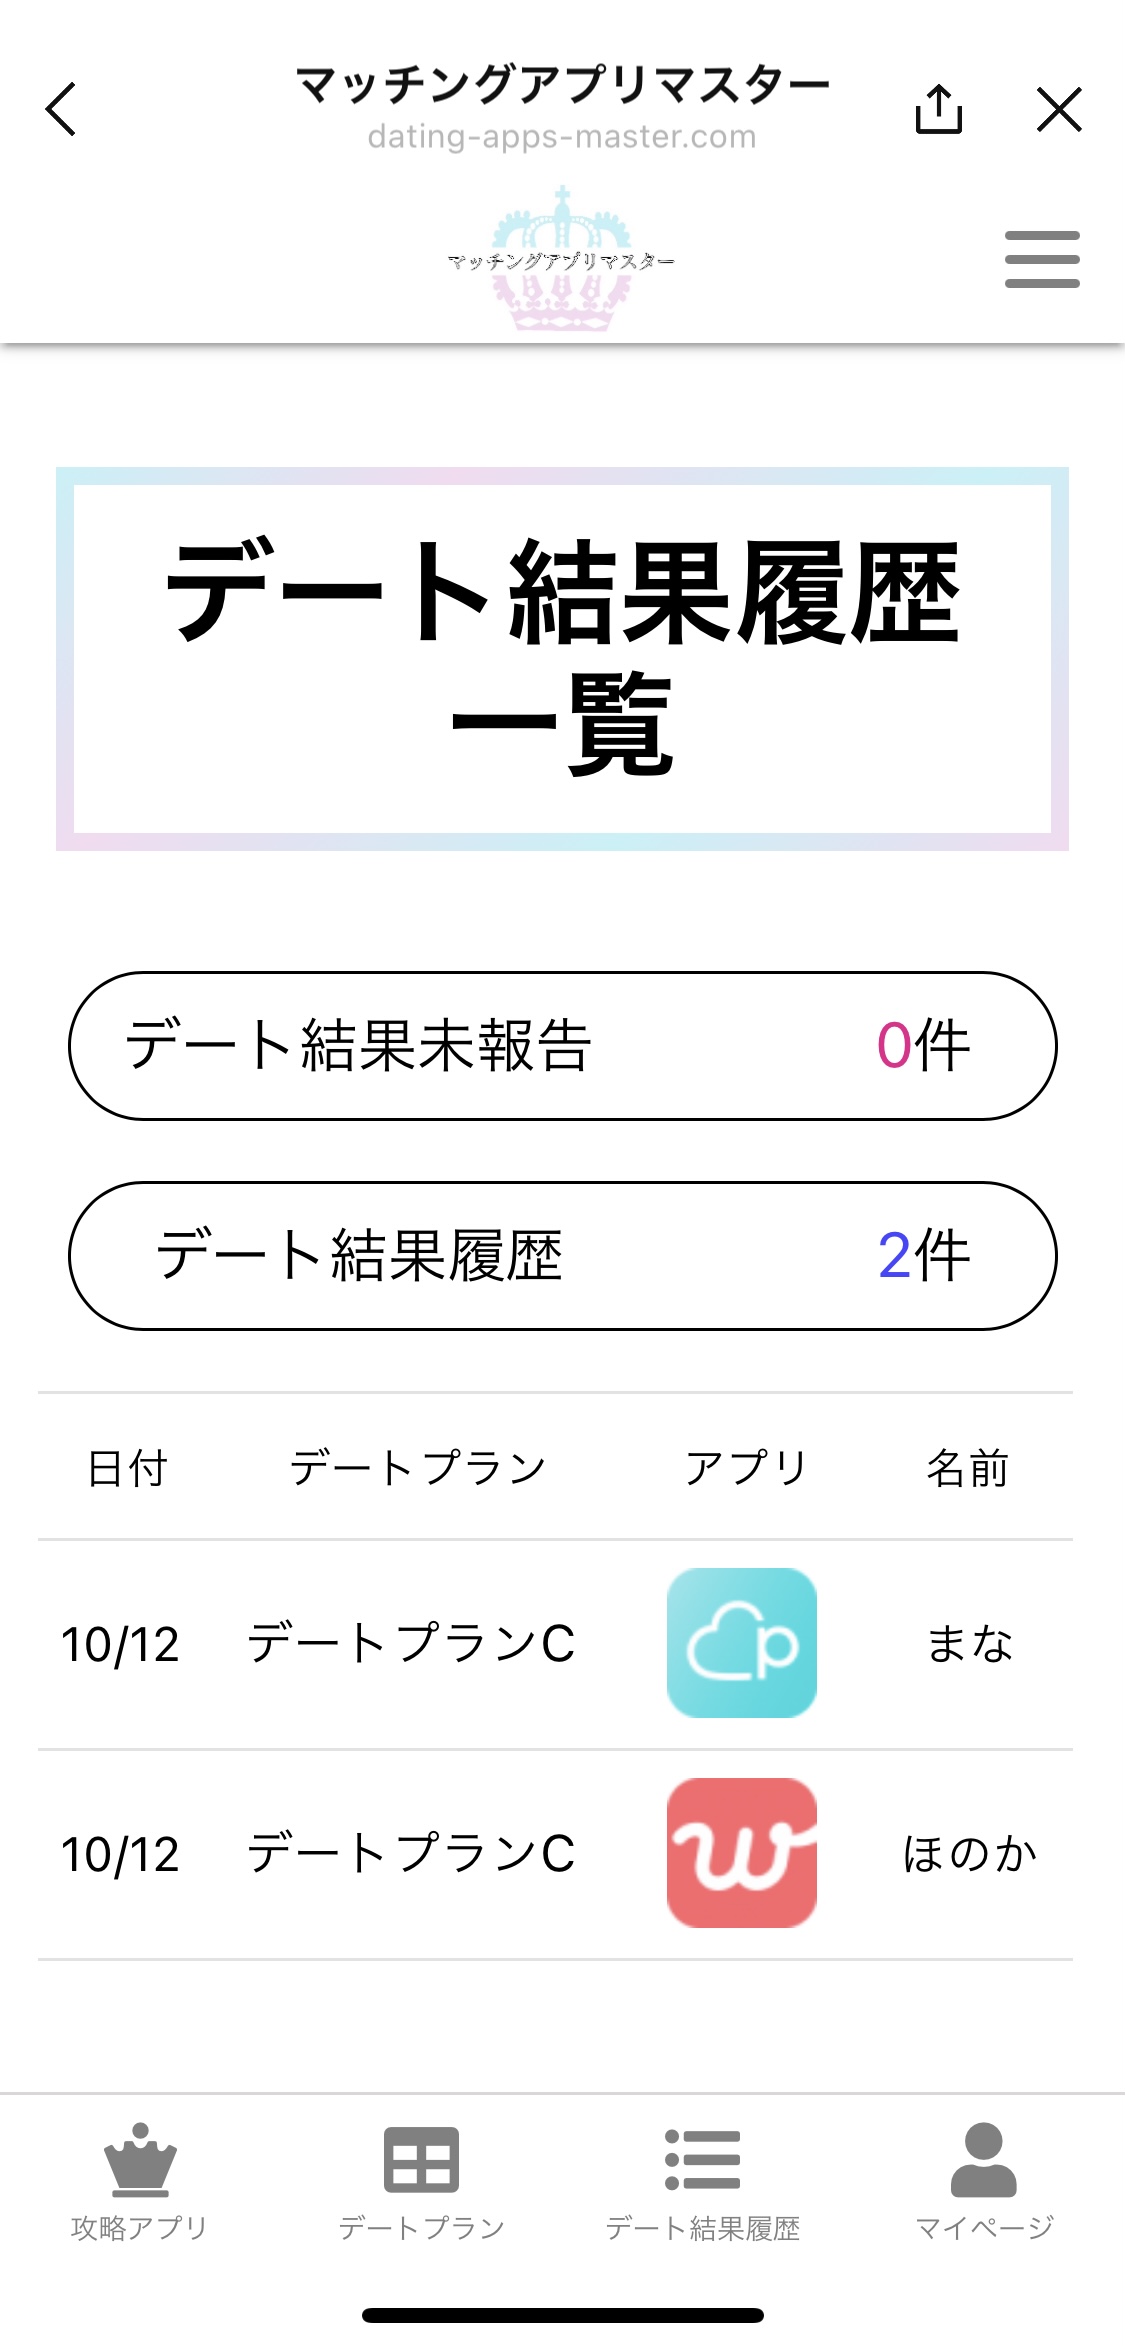 マッチングアプリマスター
dating-apps-master.com
マッチングアプリマスター
デート結果履歴
一覧
デート結果未報告 0件
デート結果履歴 2件
日付 デートプラン アプリ 名前
10/12 デートプランC p まな
10/12 デートプランC w ほのか
攻略アプリ デートプラン デート結果履歴 マイページ